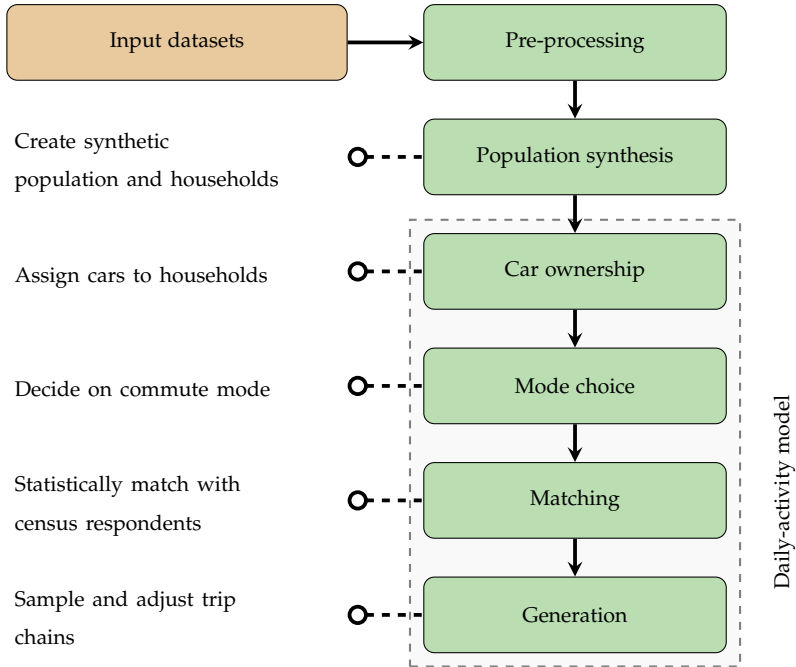 Input datasets
Pre-processing
Create synthetic
population and households
Population synthesis
Assign cars to households
Car ownership
Decide on commute mode
Mode choice
Statistically match with
census respondents
Matching
Sample and adjust trip
chains
Generation
Daily-activity model